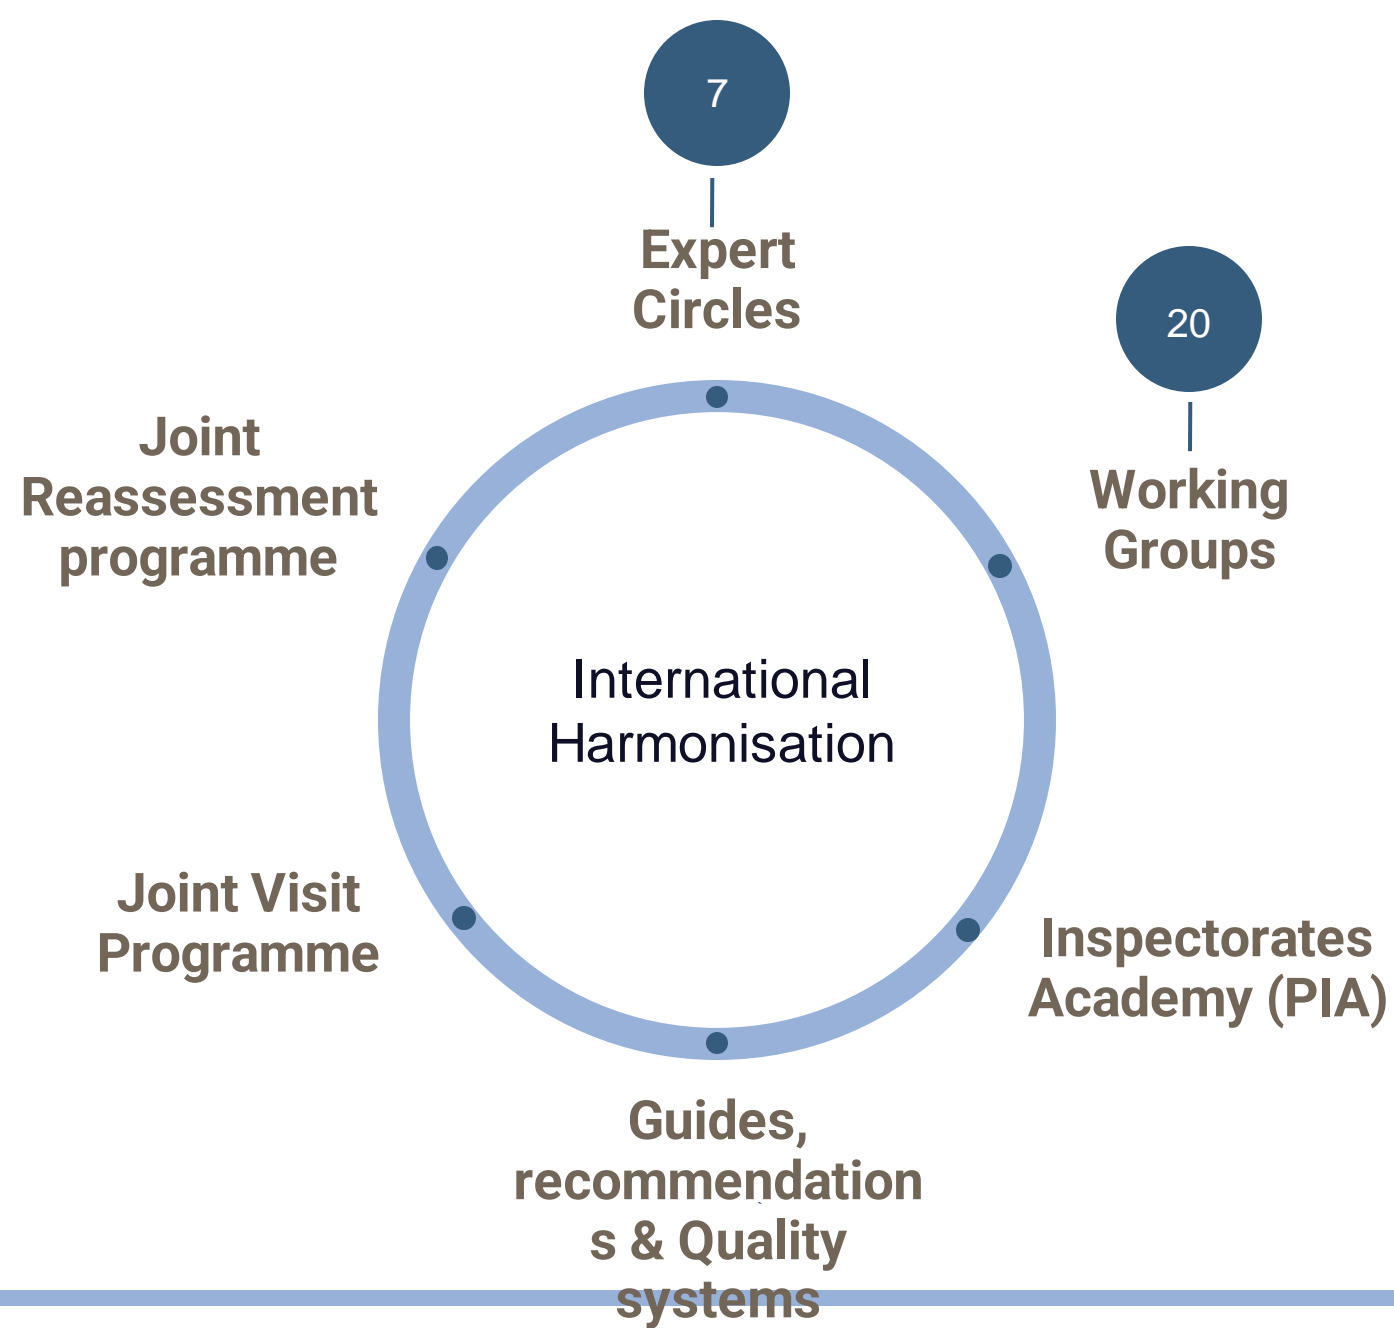 7
Expert
Circles
20
Working
Groups
Joint
Reassessment
programme
International
Harmonisation
Joint Visit
Programme
Inspectorates
Academy (PIA)
Guides,
recommendation
s & Quality
systems